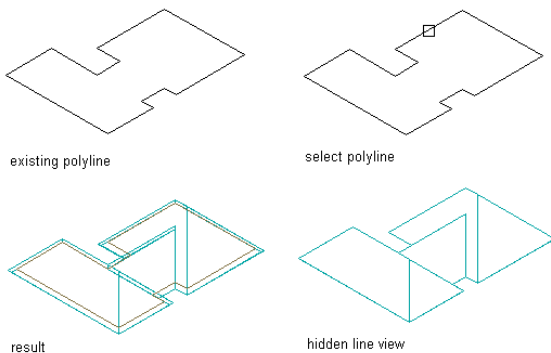 existing polyline
select polyline
result
hidden line view